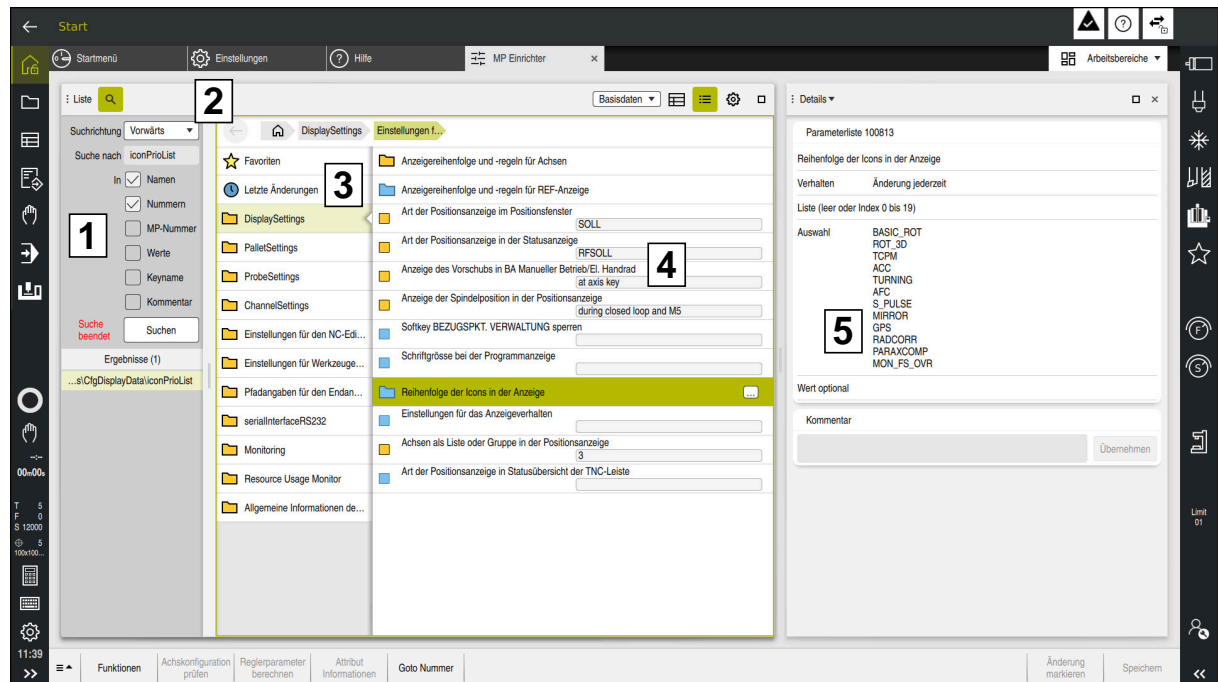 Start
Startmenü
Einstellungen
Hilfe
MP Einrichter
Arbeitsbereiche
Liste
2
Basisdaten
Suchrichtung Vorwärts
Suche nach iconPrioList
In Namen
Nummern
MP-Nummer
Werte
Keyname
Kommentar
1
Suche beendet
Suchen
Ergebnisse (1)
...s\CfgDisplayData\iconPrioList
DisplaySettings
Einstellungen f...
Favoriten
Letzte Änderungen
3
DisplaySettings
PalletSettings
ProbeSettings
ChannelSettings
Einstellungen für den NC-Edi...
Einstellungen für Werkzeuge...
Pfadangaben für den Endan...
serialInterfaceRS232
Monitoring
Resource Usage Monitor
Allgemeine Informationen de...
Anzeigereihenfolge und -regeln für Achsen
Anzeigereihenfolge und -regeln für REF-Anzeige
Art der Positionsanzeige im Positionsfenster
SOLL
Art der Positionsanzeige in der Statusanzeige
RFSOLL
4
Anzeige des Vorschubs in BA Manueller Betrieb/El. Handrad
at axis key
Anzeige der Spindelposition in der Positionsanzeige
during closed loop and M5
Softkey BEZUGSPKT. VERWALTUNG sperren
Schriftgrösse bei der Programmanzeige
Reihenfolge der Icons in der Anzeige
...
Einstellungen für das Anzeigeverhalten
Achsen als Liste oder Gruppe in der Positionsanzeige
3
Art der Positionsanzeige in Statusübersicht der TNC-Leiste
Details
Parameterliste 100813
Reihenfolge der Icons in der Anzeige
Verhalten Änderung jederzeit
Liste (leer oder Index 0 bis 19)
Auswahl BASIC_ROT
ROT_3D
TCPM
ACC
TURNING
AFC
S_PULSE
MIRROR
GPS
RADCORR
PARAXCOMP
MON_FS_OVR
5
Wert optional
Kommentar
Übernehmen
--:--
00m00s
T 5
F 0
S 12000
5
100x100...
11:39
F
S
Limit
01
Funktionen
Achskonfiguration prüfen
Reglerparameter berechnen
Attribut Informationen
Goto Nummer
Änderung markieren
Speichern